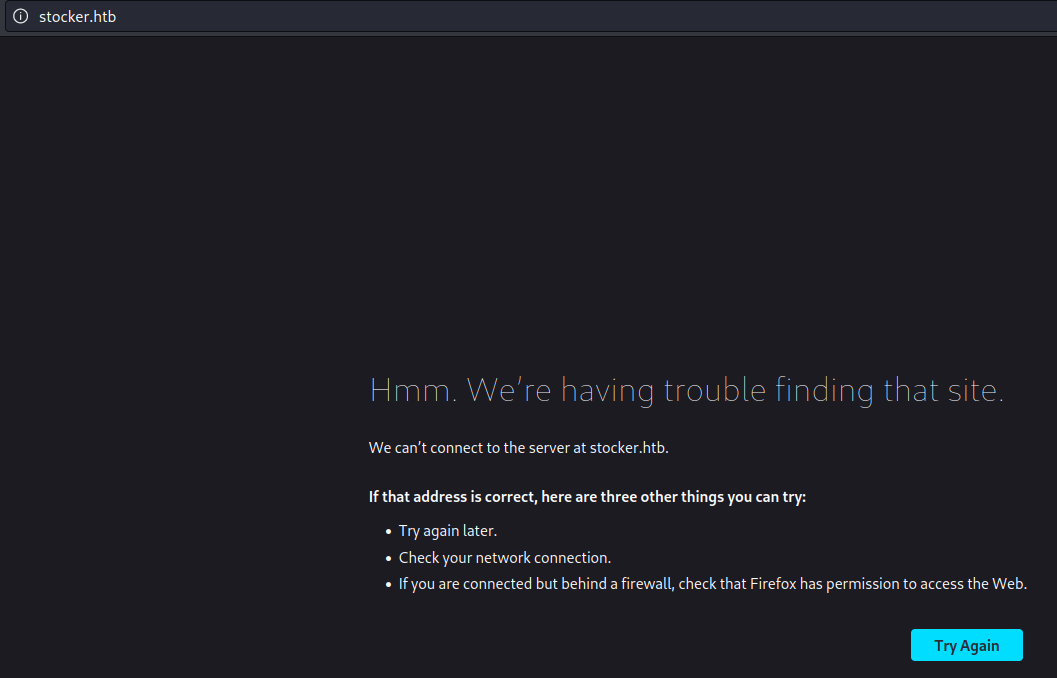 stocker.htb
Hmm. We’re having trouble finding that site.
We can’t connect to the server at stocker.htb.
If that address is correct, here are three other things you can try:
• Try again later.
• Check your network connection.
• If you are connected but behind a firewall, check that Firefox has permission to access the Web.
Try Again